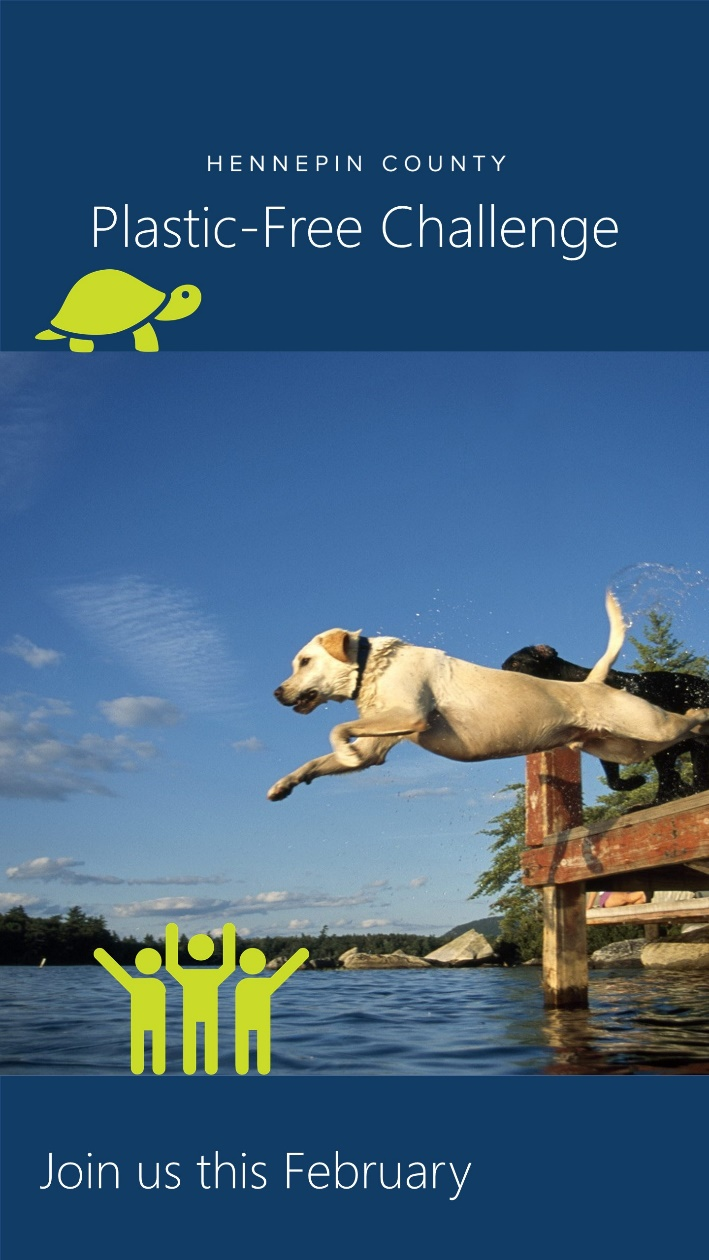 HENNEPIN COUNTY
Plastic-Free Challenge
Join us this February